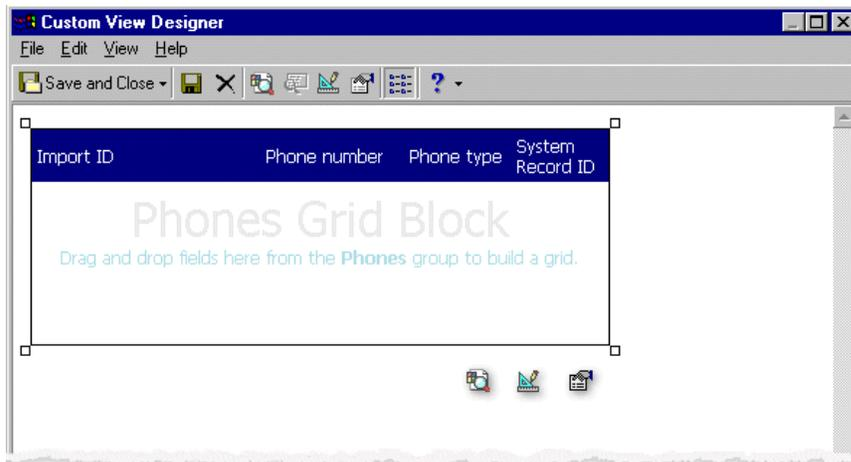 Custom View Designer
File Edit View Help
Save and Close ?
Import ID Phone number Phone type System Record ID
Phones Grid Block
Drag and drop fields here from the Phones group to build a grid.